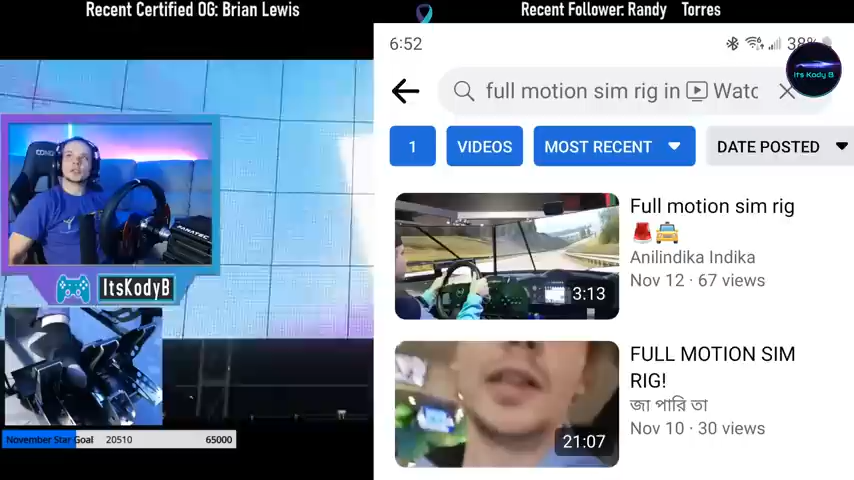 Recent Certified OG: Brian Lewis
Recent Follower: Randy Torres
6:52
38%
Its Kody B
full motion sim rig in Watc
1
VIDEOS
MOST RECENT
DATE POSTED
Full motion sim rig
🚨🚖
Anilindika Indika
Nov 12 · 67 views
3:13
FULL MOTION SIM
RIG!
জা পারি তা
Nov 10 · 30 views
21:07
FANATEC
ItsKodyB
November Star Goal 20510 65000